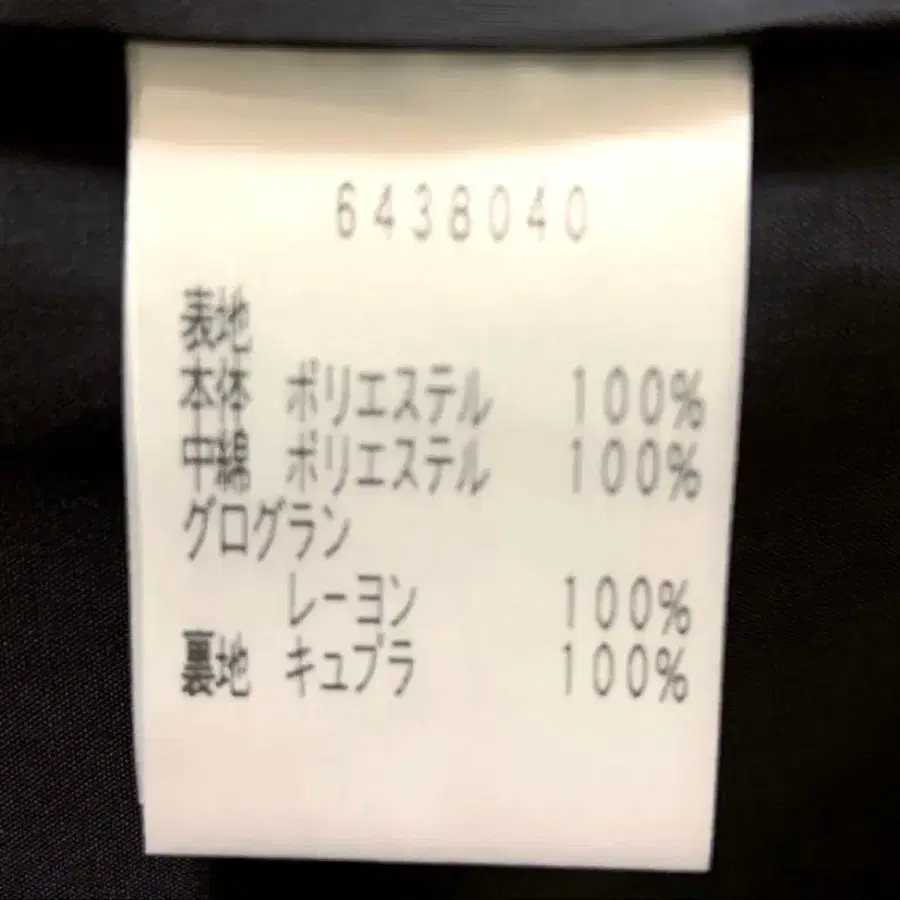 6438040
表地
本体 ポリエステル 100%
中綿 ポリエステル 100%
グログラン
レーヨン 100%
裏地 キュプラ 100%